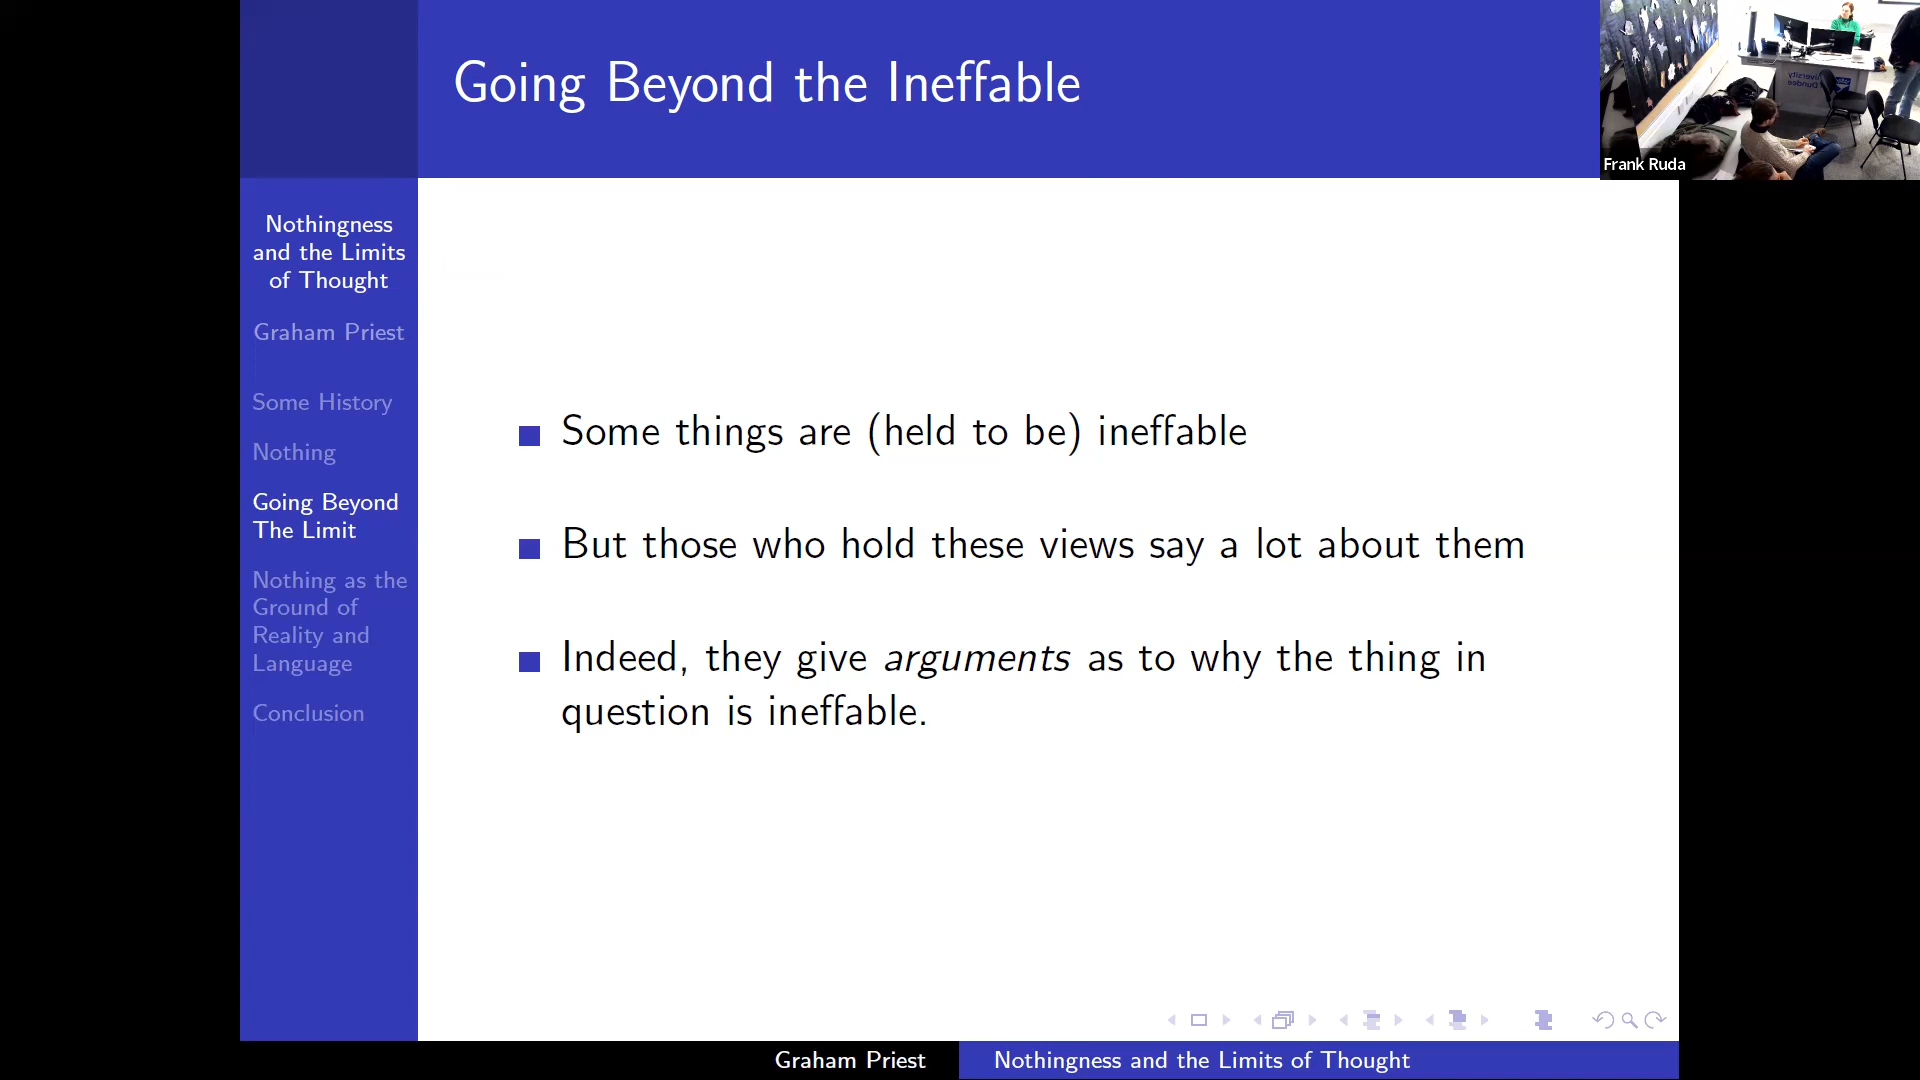 Going Beyond the Ineffable
Frank Ruda
Nothingness
and the Limits
of Thought
Graham Priest
Some History
Nothing
Going Beyond
The Limit
Nothing as the
Ground of
Reality and
Language
Conclusion
Some things are (held to be) ineffable
But those who hold these views say a lot about them
Indeed, they give arguments as to why the thing in
question is ineffable.
Graham Priest
Nothingness and the Limits of Thought